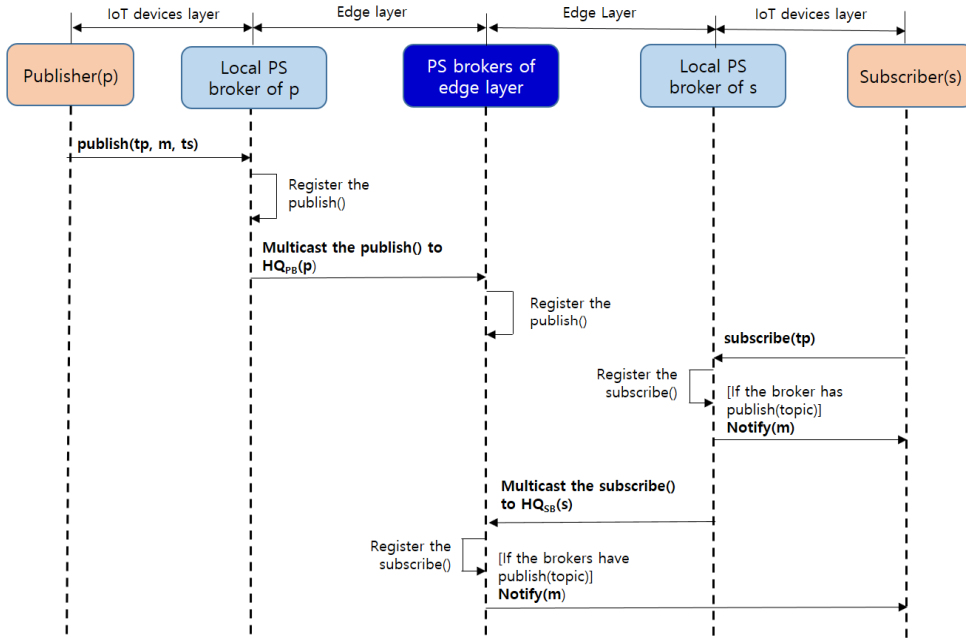 IoT devices layer
Edge layer
Edge Layer
IoT devices layer
Publisher(p)
Local PS
broker of p
PS brokers of
edge layer
Local PS
broker of s
Subscriber(s)
publish(tp, m, ts)
Register the
publish()
Multicast the publish() to
HQPB(p)
Register the
publish()
subscribe(tp)
Register the
subscribe()
[If the broker has
publish(topic)]
Notify(m)
Multicast the subscribe()
to HQSB(s)
Register the
subscribe()
[If the brokers have
publish(topic)]
Notify(m)